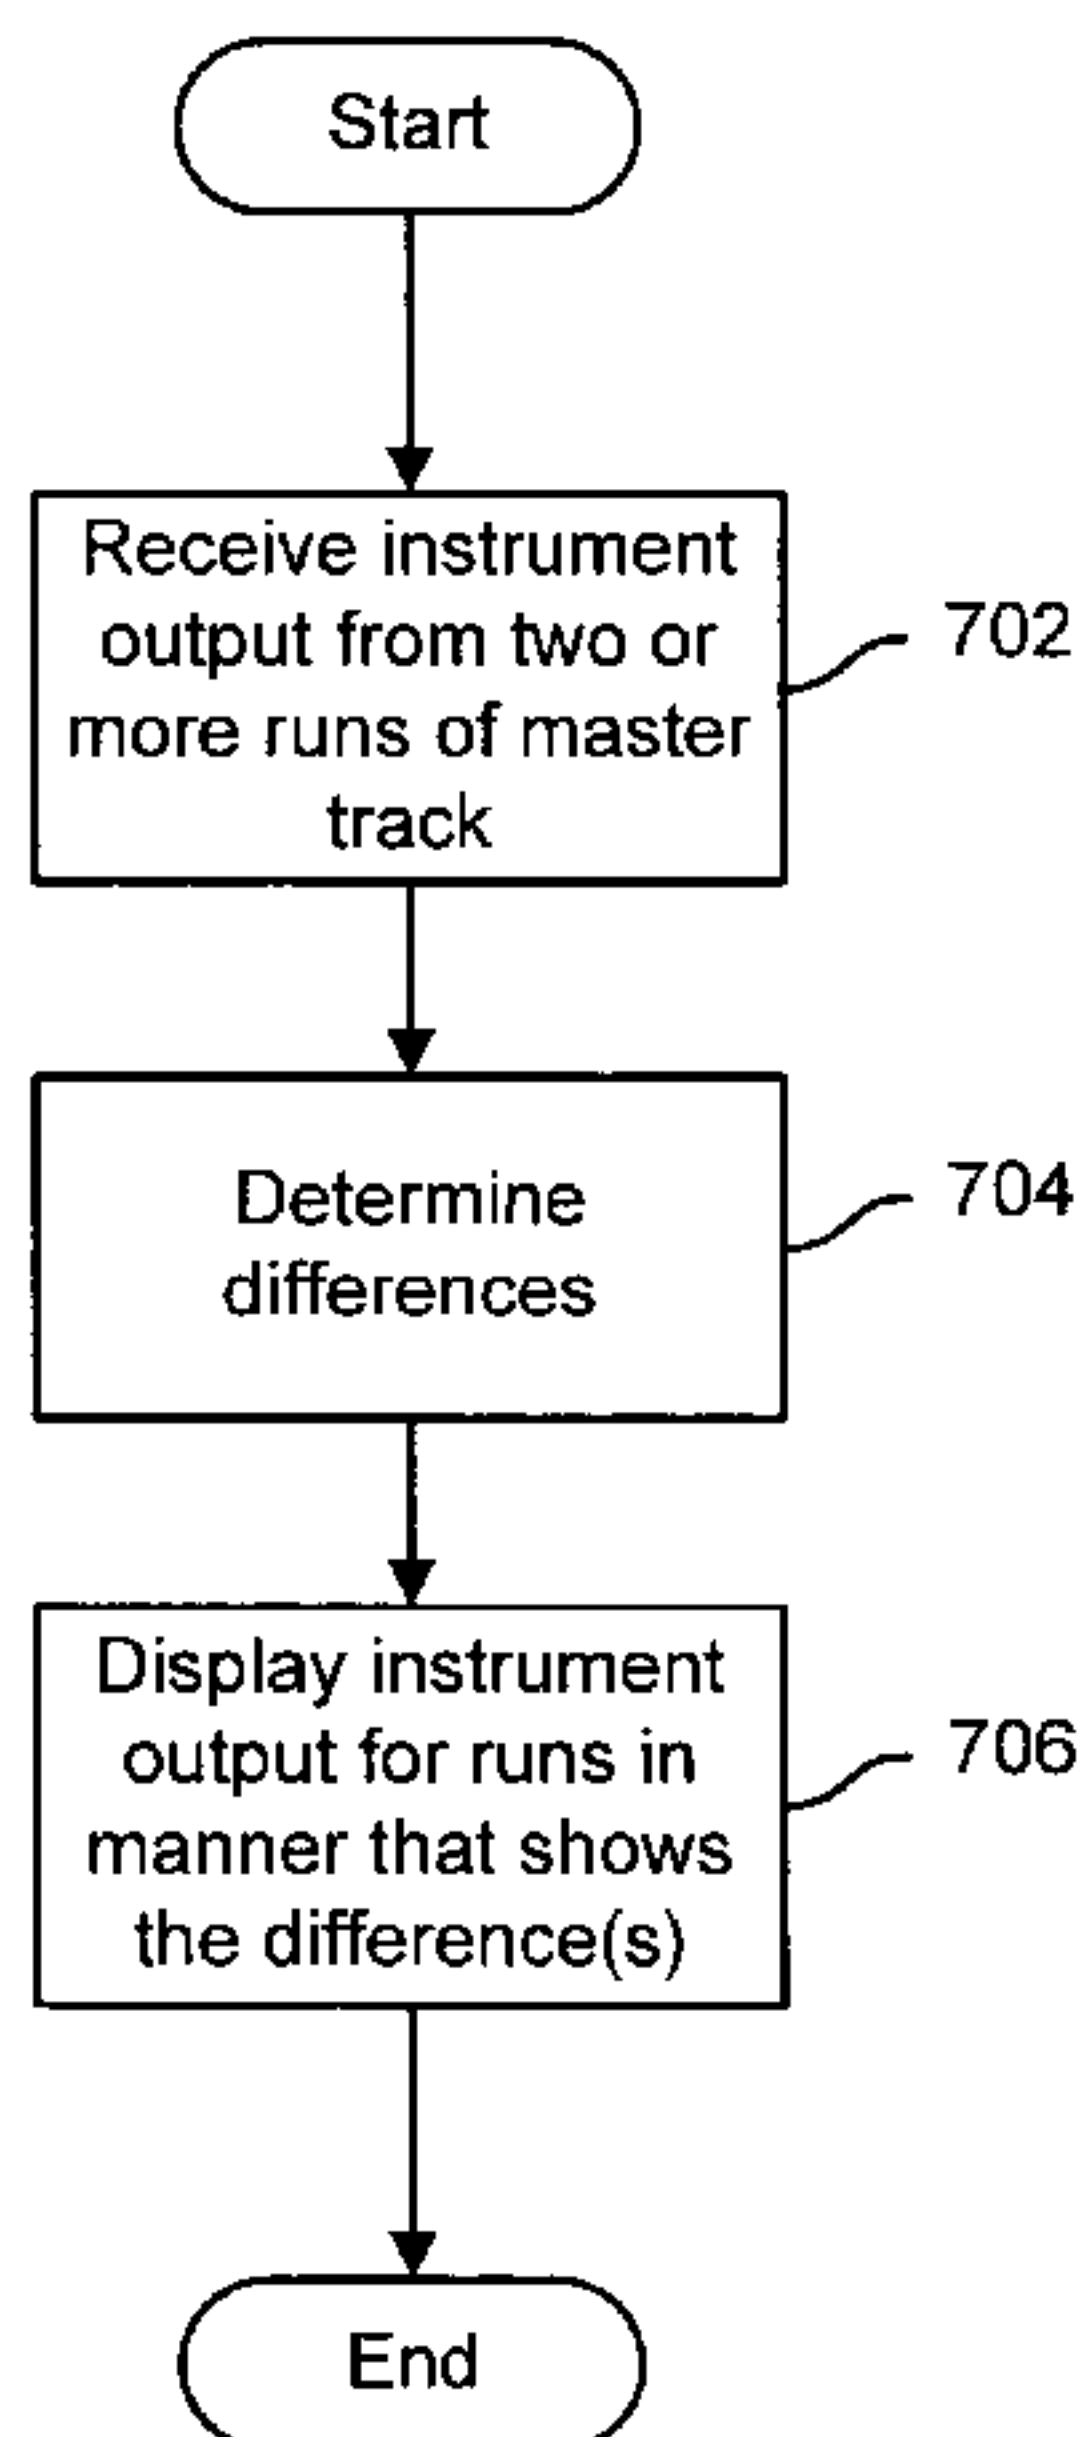 Start
Receive instrument
output from two or
more runs of master
track
702
Determine
differences
704
Display instrument
output for runs in
manner that shows
the difference(s)
706
End